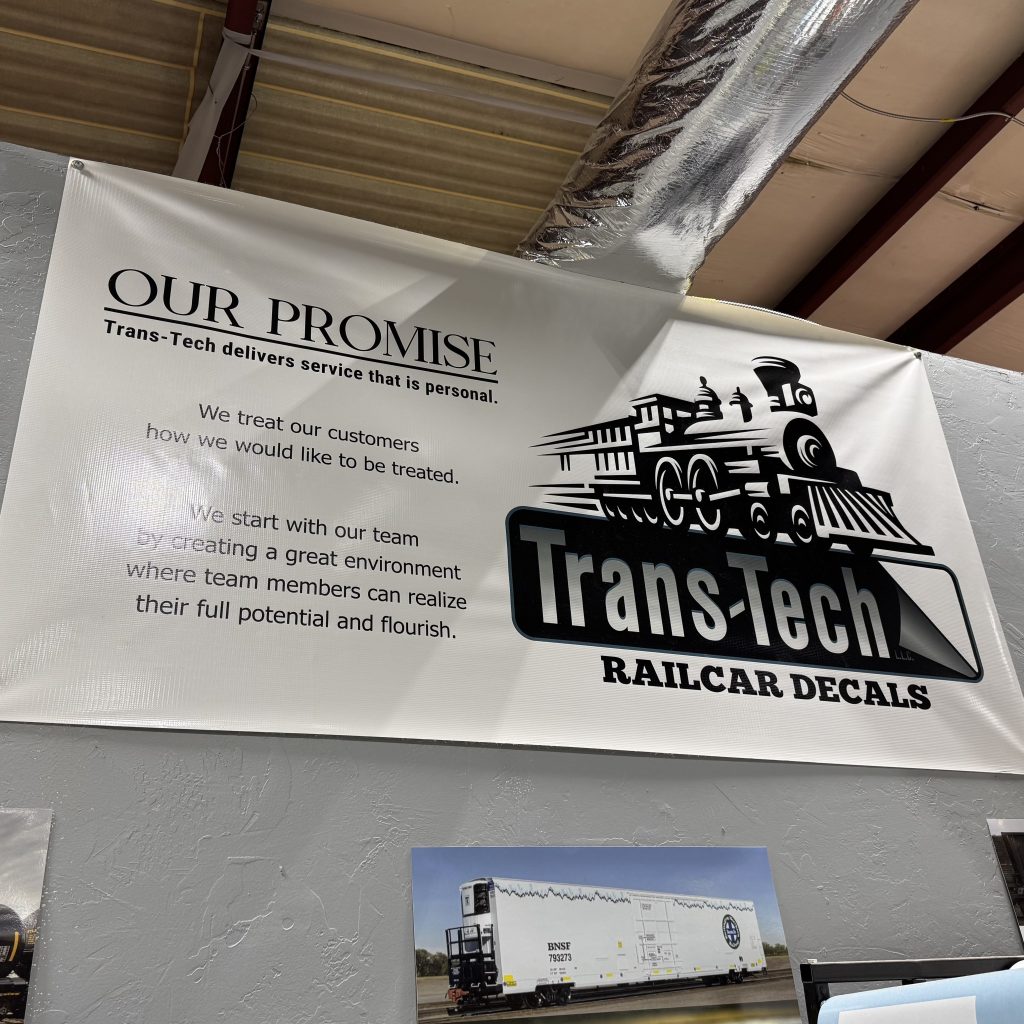 OUR PROMISE
Trans-Tech delivers service that is personal.
We treat our customers
how we would like to be treated.
We start with our team
by creating a great environment
where team members can realize
their full potential and flourish.
Trans-Tech
RAILCAR DECALS
BNSF
793273